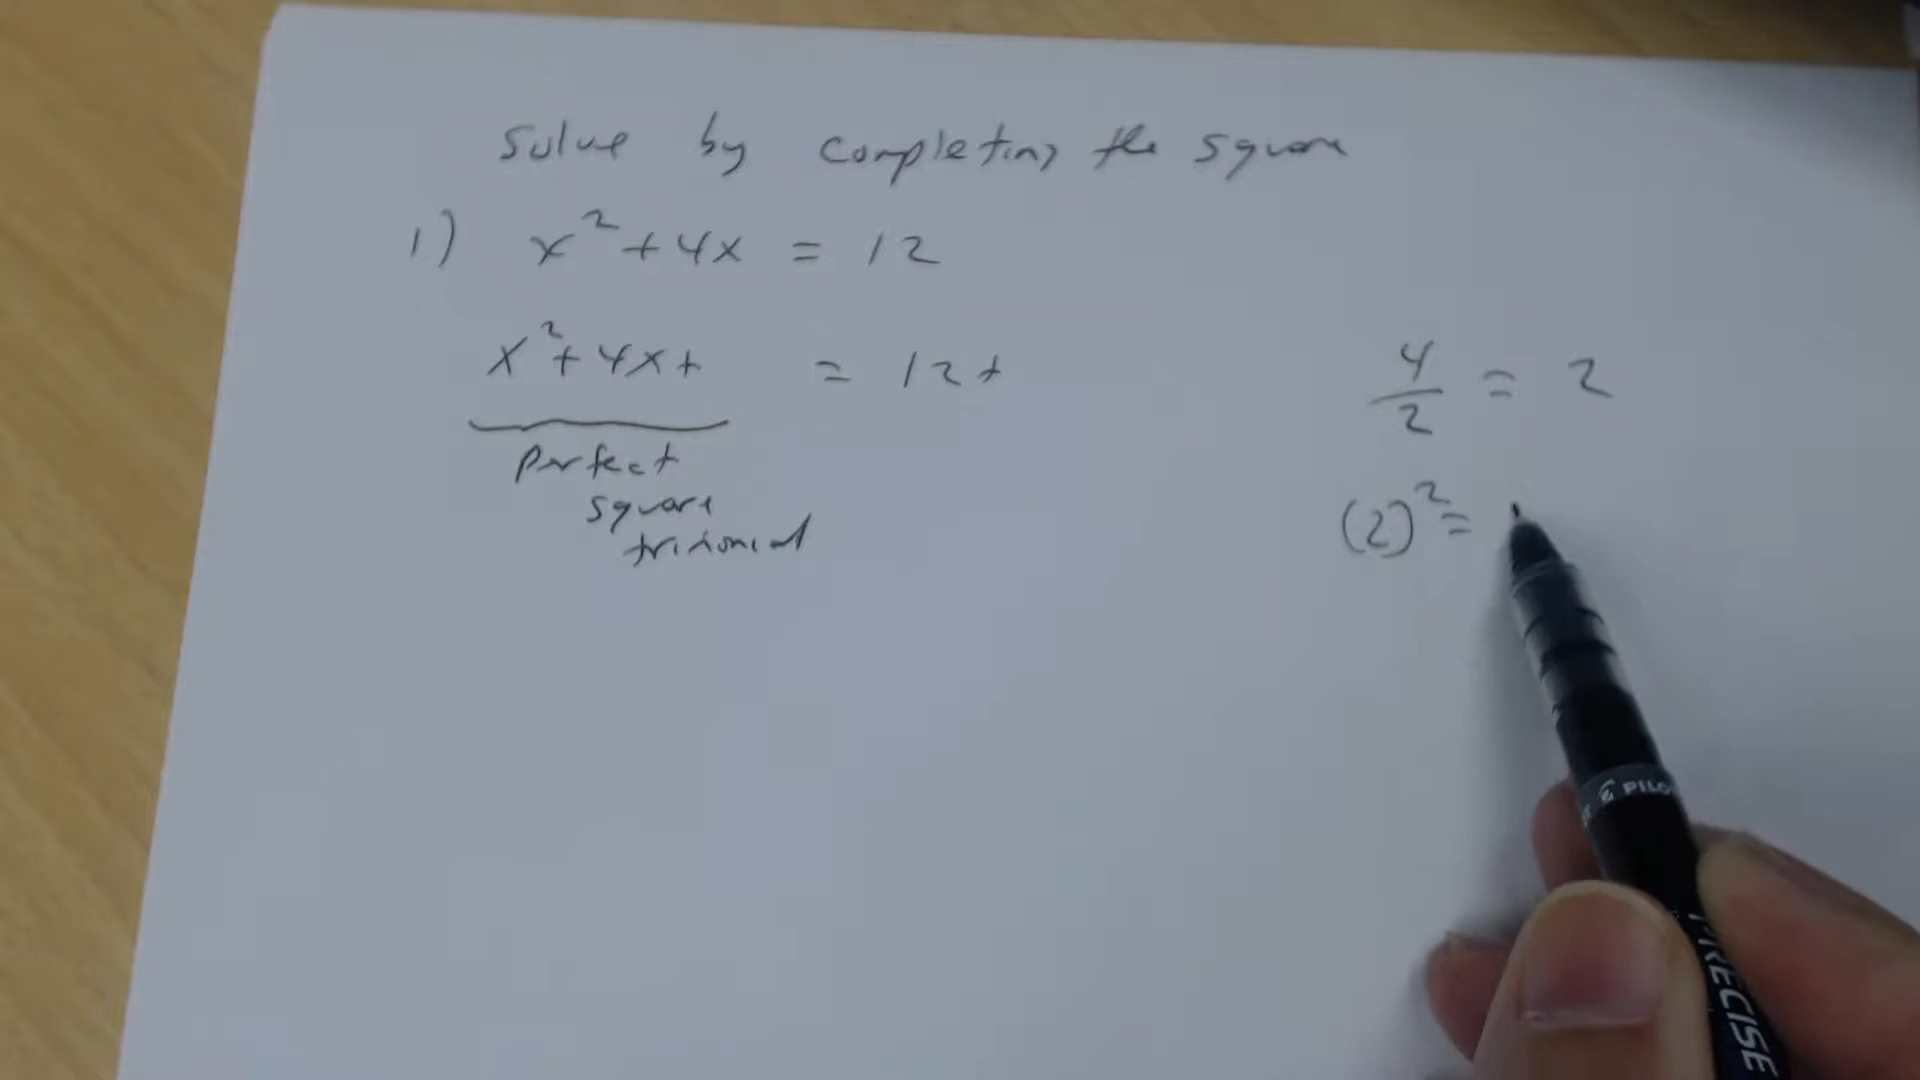 Solve by completing the square
1) x² + 4x = 12
x² + 4x + = 12 +
perfect
square
trinomial
4/2 = 2
(2)² =
PILO
PRECISE